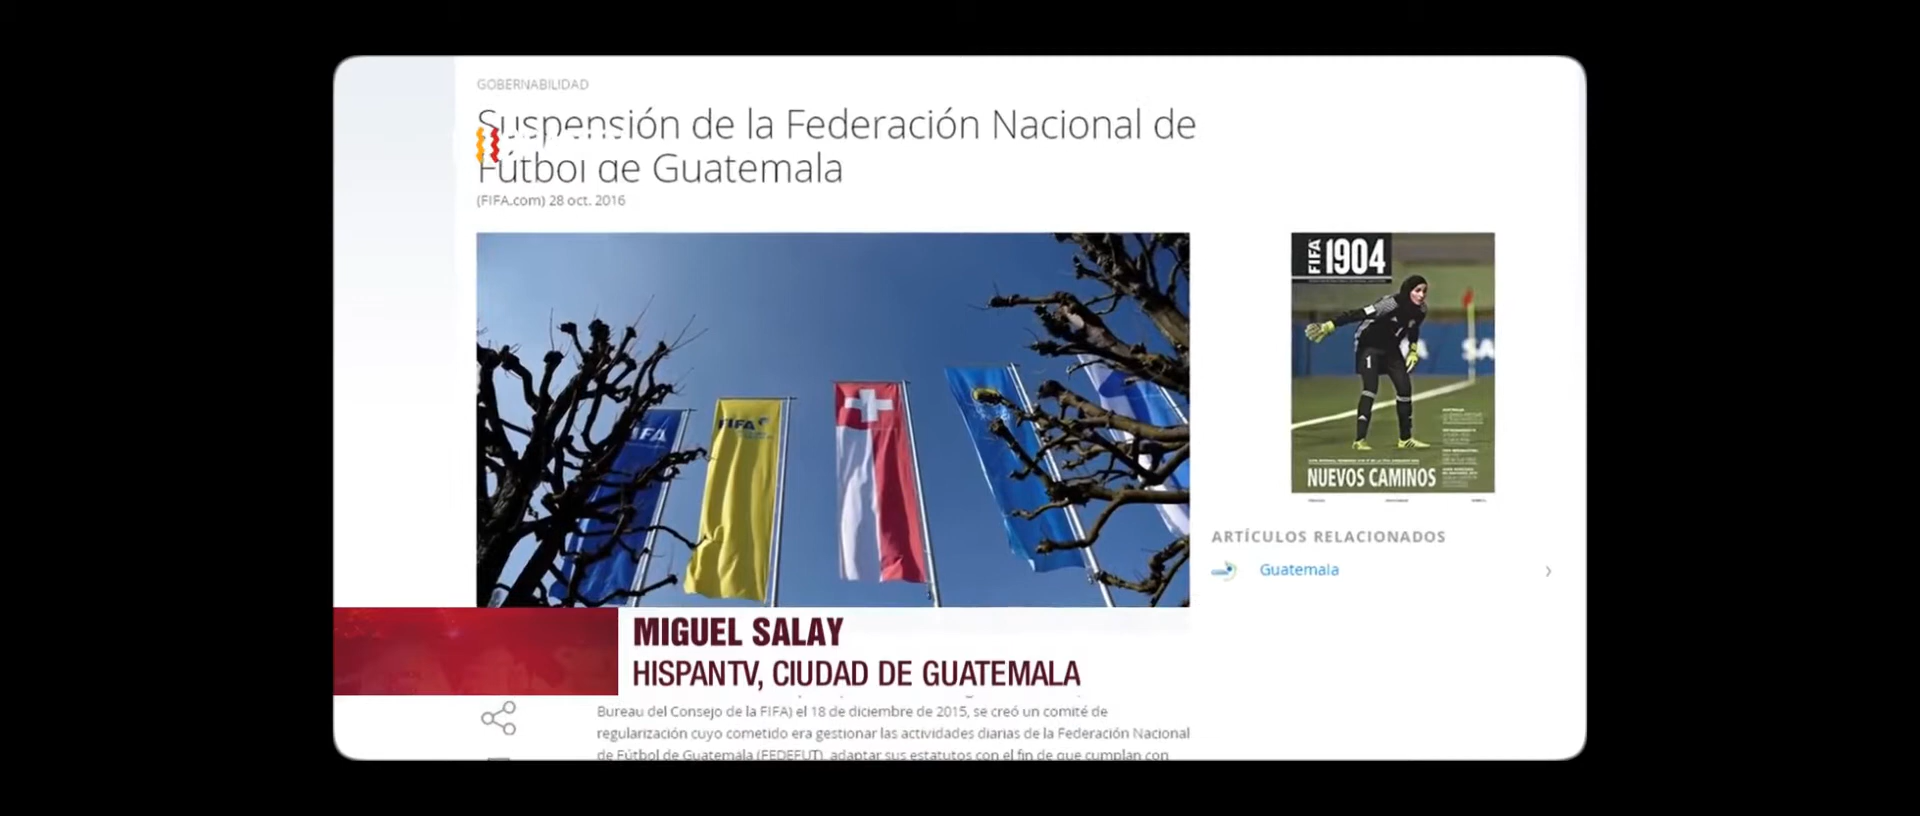 GOBERNABILIDAD
Suspensión de la Federación Nacional de
Fútbol de Guatemala
(FIFA.com) 28 oct. 2016
FIFA
FIFA
FIFA 1904
1
SA
NUEVOS CAMINOS
ARTÍCULOS RELACIONADOS
Guatemala
MIGUEL SALAY
HISPANTV, CIUDAD DE GUATEMALA
Bureau del Consejo de la FIFA) el 18 de diciembre de 2015, se creó un comité de
regularización cuyo cometido era gestionar las actividades diarias de la Federación Nacional
de Fútbol de Guatemala (FEDEFUT), adaptar sus estatutos con el fin de que cumplan con